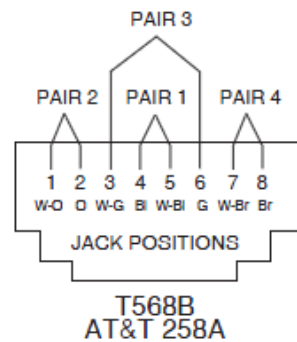 PAIR 3
PAIR 2 PAIR 1 PAIR 4
1 2 3 4 5 6 7 8
W-O O W-G Bl W-Bl G W-Br Br
JACK POSITIONS
T568B
AT&T 258A